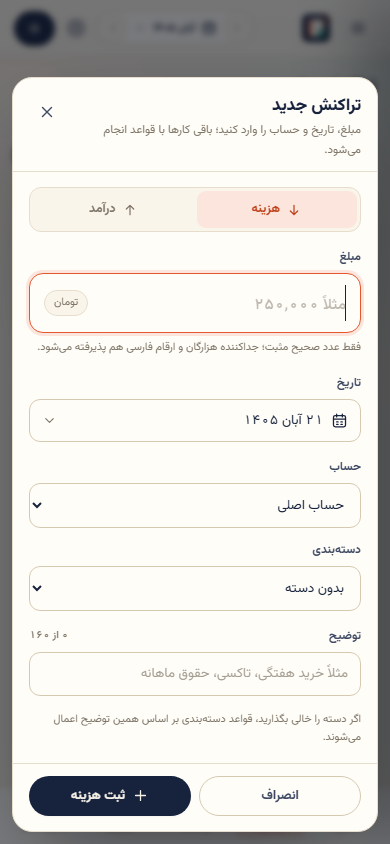 تراکنش جدید
مبلغ، تاریخ و حساب را وارد کنید؛ باقی کارها با قواعد انجام
می‌شود.
هزینه
درآمد
مبلغ
مثلاً ۲۵۰,۰۰۰
تومان
فقط عدد صحیح مثبت؛ جداکننده هزارگان و ارقام فارسی هم پذیرفته می‌شود.
تاریخ
۲۱ آبان ۱۴۰۵
حساب
حساب اصلی
دسته‌بندی
بدون دسته
توضیح
۰ از ۱۶۰
مثلاً خرید هفتگی، تاکسی، حقوق ماهانه
اگر دسته را خالی بگذارید، قواعد دسته‌بندی بر اساس همین توضیح اعمال
می‌شوند.
انصراف
ثبت هزینه